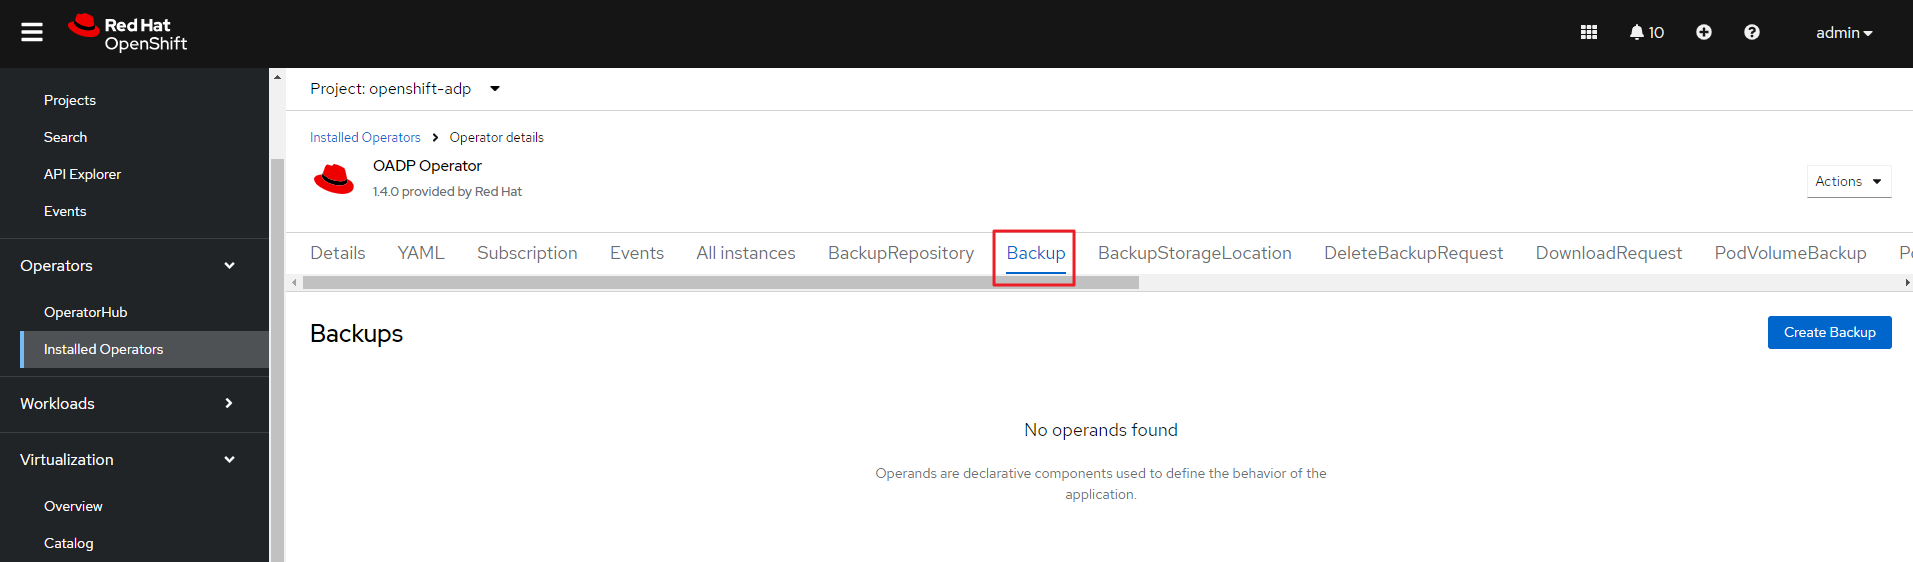 Red Hat
OpenShift
10
admin
Projects
Search
API Explorer
Events
Operators
OperatorHub
Installed Operators
Workloads
Virtualization
Overview
Catalog
Project: openshift-adp
Installed Operators > Operator details
OADP Operator
1.4.0 provided by Red Hat
Actions
Details YAML Subscription Events All instances BackupRepository Backup BackupStorageLocation DeleteBackupRequest DownloadRequest PodVolumeBackup
Backups
Create Backup
No operands found
Operands are declarative components used to define the behavior of the
application.